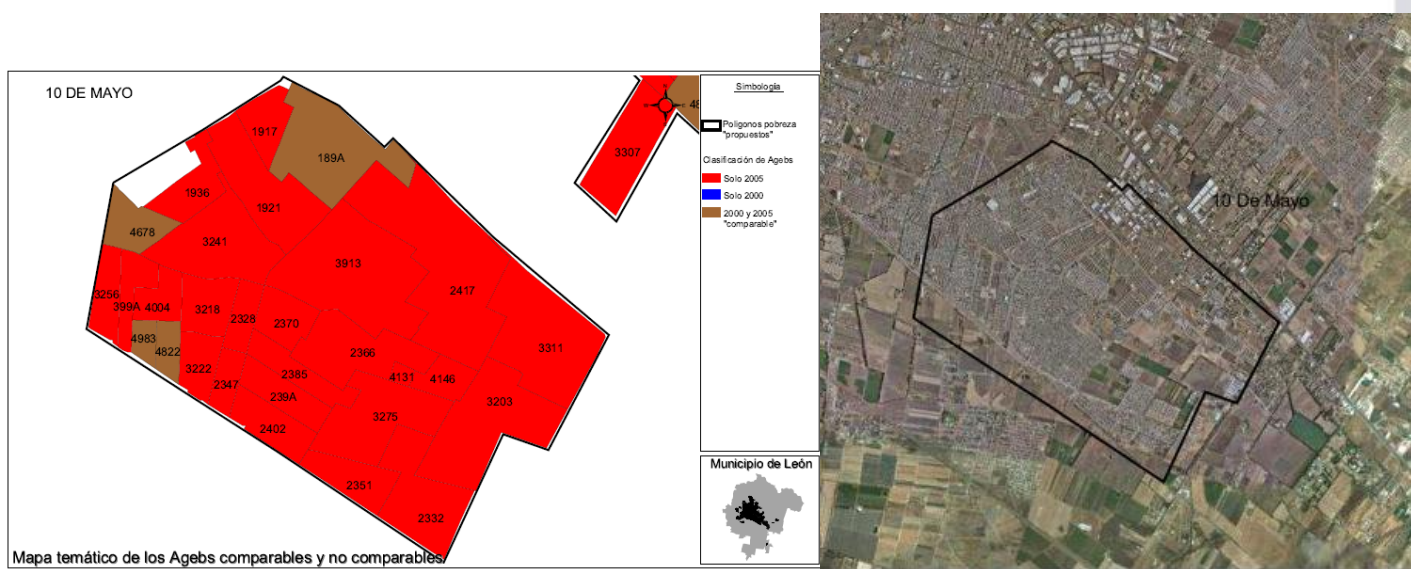 10 DE MAYO
1917
189A
1936
1921
4678
3241
3913
3256
399A
4004
3218
2328
2370
2417
4983
4822
2366
3311
3222
2347
2385
4131
4146
239A
3203
3275
2402
2351
2332
3307
48
Simbología
Poligonos pobreza
"propuestos"
Clasificación de Agebs
Solo 2005
Solo 2000
2000 y 2005
"comparable"
Municipio de León
Mapa temático de los Agebs comparables y no comparables
10 De Mayo